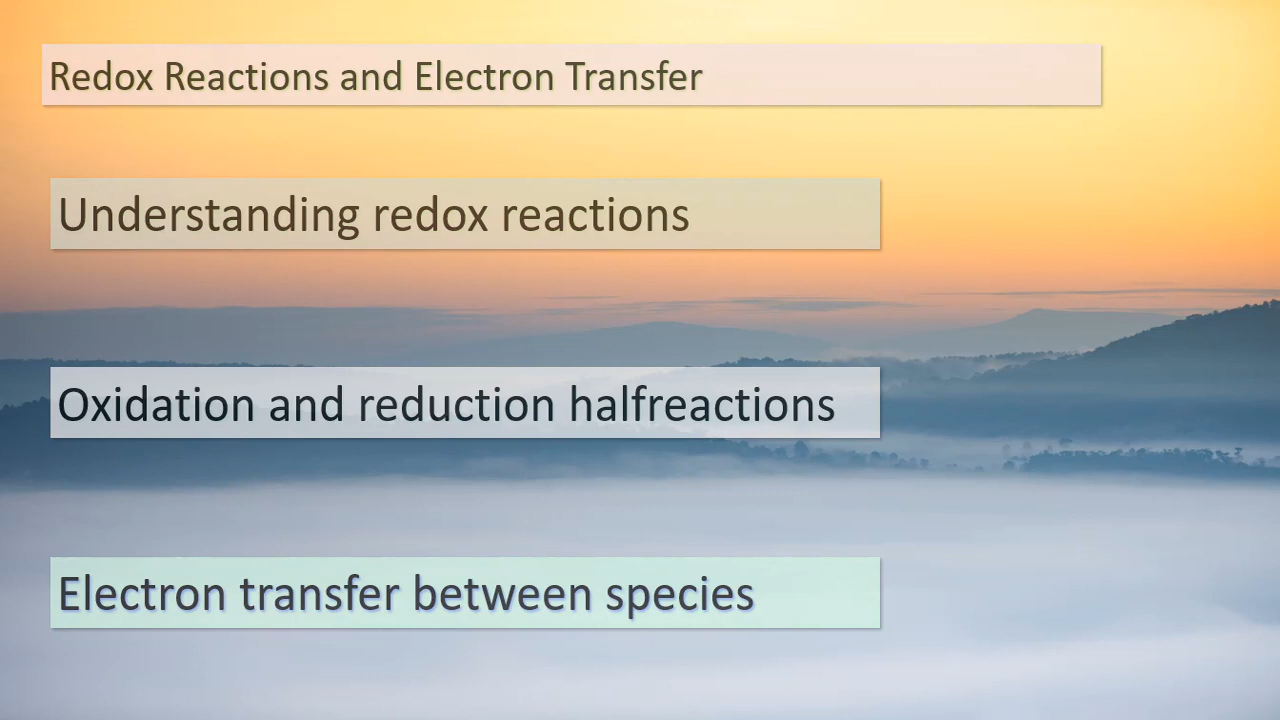 Redox Reactions and Electron Transfer
Understanding redox reactions
Oxidation and reduction halfreactions
Electron transfer between species